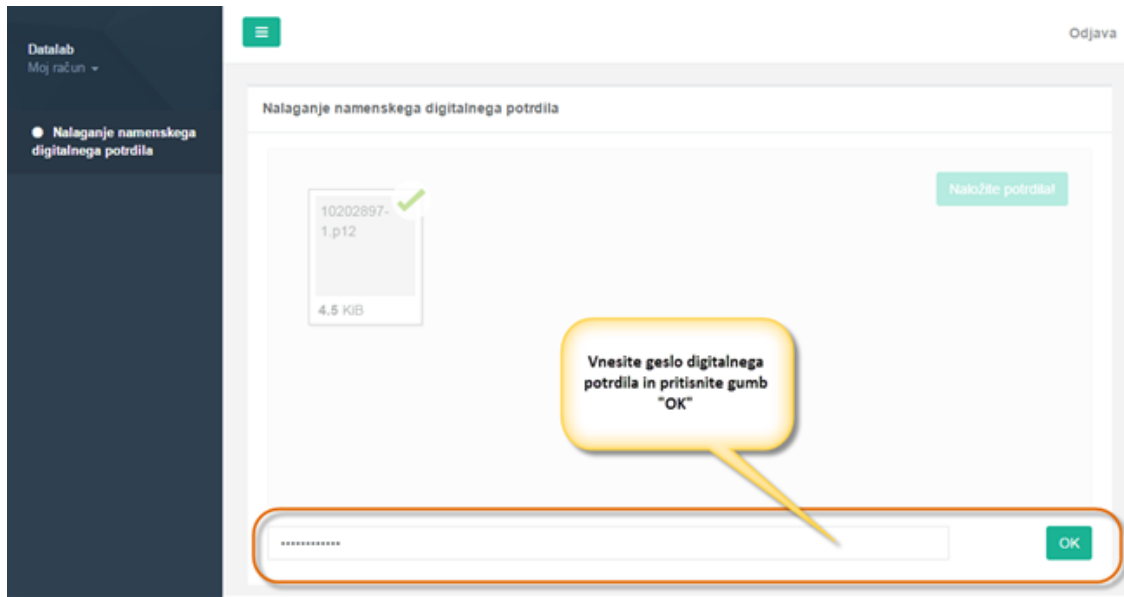 Datalab
Moj račun
Odjava
Nalaganje namenskega
digitalnega potrdila
Nalaganje namenskega digitalnega potrdila
10202897-
1.p12
4.5 KiB
Naložite potrdila!
Vnesite geslo digitalnega
potrdila in pritisnite gumb
"OK"
************
OK